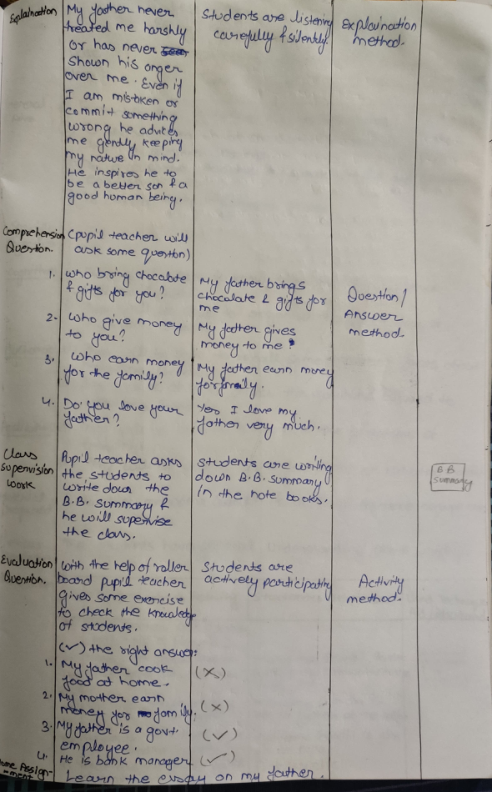 Explaination
My father never
treated me harshly
or has never
shown his anger
over me. Even if
I am mistaken or
commit something
wrong he advices
me gently, keeping
my nature in mind.
He inspires he to
be a better son & a
good human being.
Students are listening
carefully & silently.
Explaination
method.
Comprehension
Question.
(pupil teacher will
ask some question)
1. who bring chocolate
& gifts for you?
My father brings
chocolate & gifts for
me
Question/
Answer
method.
2. Who give money
to you?
My father gives
money to me.
3. Who earn money
for the family?
My father earn money
for family.
4. Do you love your
father?
Yes I love my
father very much.
Class
Supervision
work
Pupil teacher asks
the students to
write down the
B.B. summary &
he will supervise
the class.
Students are writing
down B.B. summary
in the note books.
B.B.
summary
Evaluation
Question.
with the help of roller
board pupil teacher
gives some exercise
to check the knowledge
of students.
Students are
actively participating
Activity
method.
(✓) the right answer:
1. My father cook
food at home. (✗)
2. My mother earn
money for family. (✗)
3. My father is a govt.
employee. (✓)
4. He is bank manager (✓)
Home Assign-
ment
Learn the essay on my father.